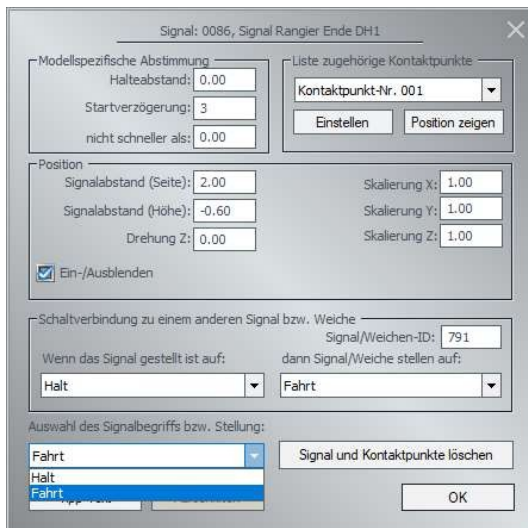 Signal: 0086, Signal Rangier Ende DH1
Modellspezifische Abstimmung
Halteabstand: 0.00
Startverzögerung: 3
nicht schneller als: 0.00
Liste zugehörige Kontaktpunkte
Kontaktpunkt-Nr. 001
Einstellen Position zeigen
Position
Signalabstand (Seite): 2.00
Signalabstand (Höhe): -0.60
Drehung Z: 0.00
Skalierung X: 1.00
Skalierung Y: 1.00
Skalierung Z: 1.00
Ein-/Ausblenden
Schaltverbindung zu einem anderen Signal bzw. Weiche
Signal/Weichen-ID: 791
Wenn das Signal gestellt ist auf: dann Signal/Weiche stellen auf:
Halt Fahrt
Auswahl des Signalbegriffs bzw. Stellung:
Fahrt Signal und Kontaktpunkte löschen
Halt
Fahrt
OK